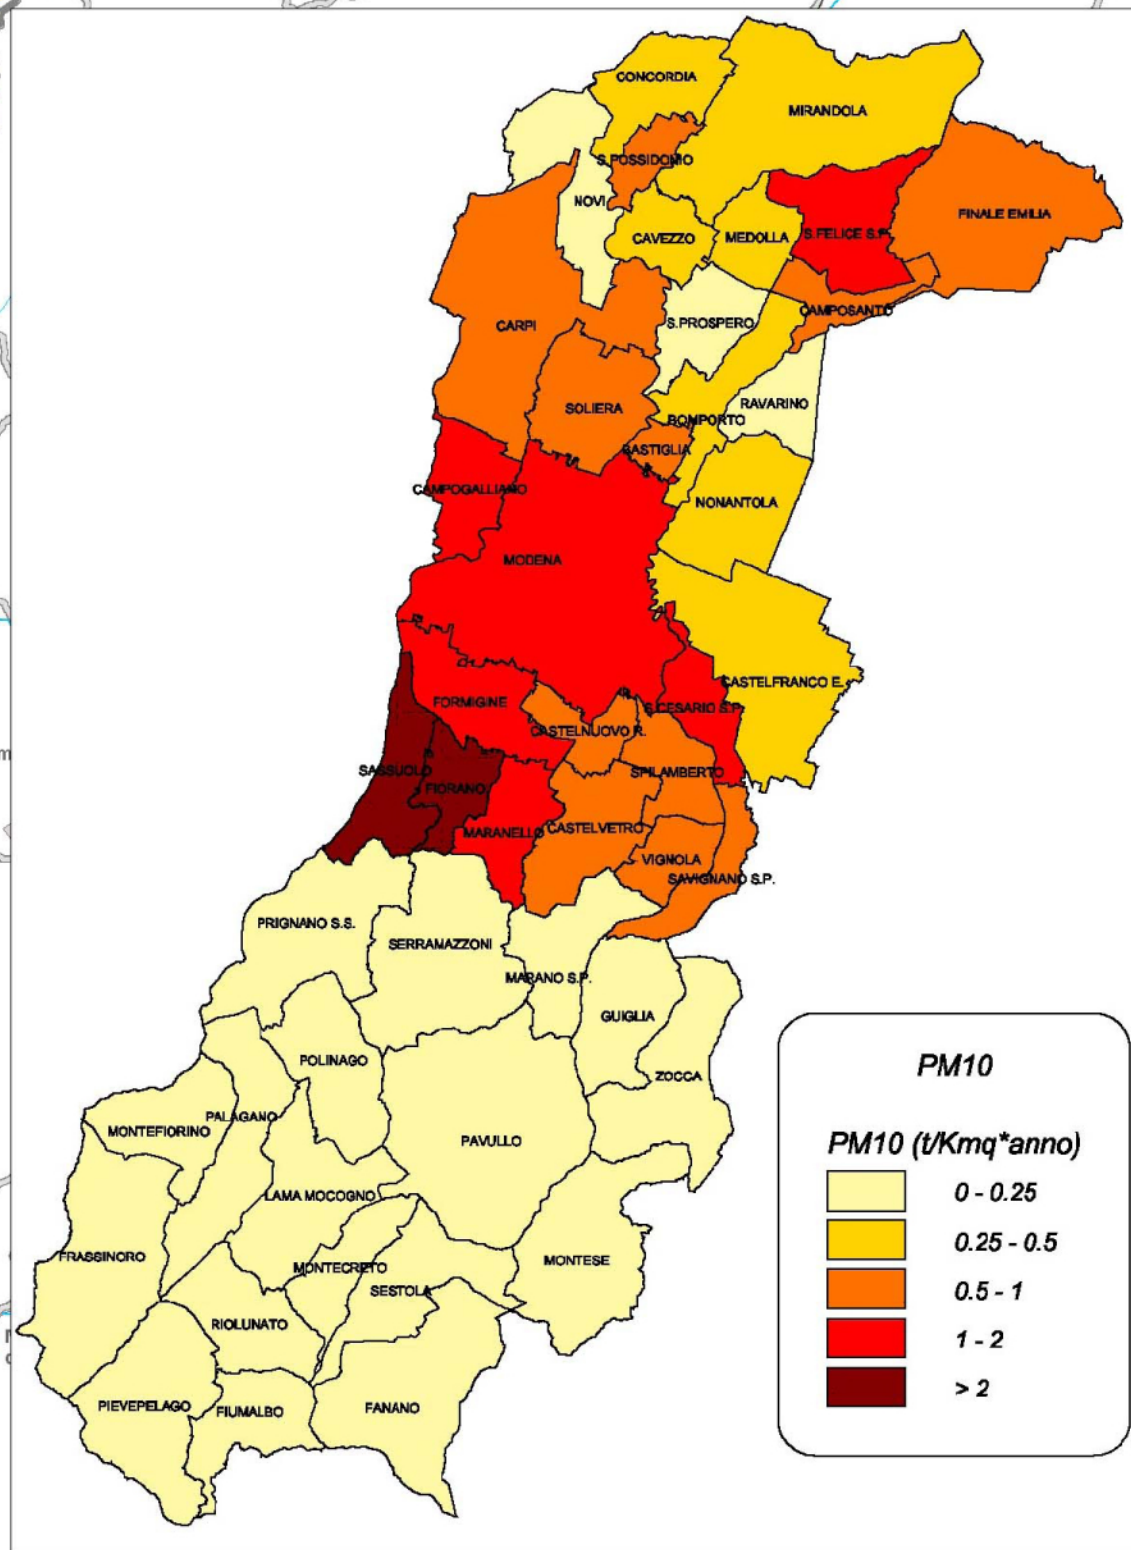 CONCORDIA
MIRANDOLA
S.POSSIDONIO
NOVI
FINALE EMILIA
CAVEZZO
MEDOLLA
S.FELICE S.P.
CAMPOSANTO
CARPI
S.PROSPERO
RAVARINO
SOLIERA
BOMPORTO
BASTIGLIA
CAMPOGALLIANO
NONANTOLA
MODENA
CASTELFRANCO E.
FORMIGINE
S.CESARIO S.P.
CASTELNUOVO R.
SASSUOLO
SPILAMBERTO
FIORANO
MARANELLO
CASTELVETRO
VIGNOLA
SAVIGNANO S.P.
PRIGNANO S.S.
SERRAMAZZONI
MARANO S.P.
GUIGLIA
POLINAGO
ZOCCA
PALAGANO
MONTEFIORINO
PAVULLO
LAMA MOCOGNO
FRASSINORO
MONTECRETO
MONTESE
SESTOLA
RIOLUNATO
PIEVEPELAGO
FIUMALBO
FANANO
PM10
PM10 (t/Kmq*anno)
0 - 0.25
0.25 - 0.5
0.5 - 1
1 - 2
> 2